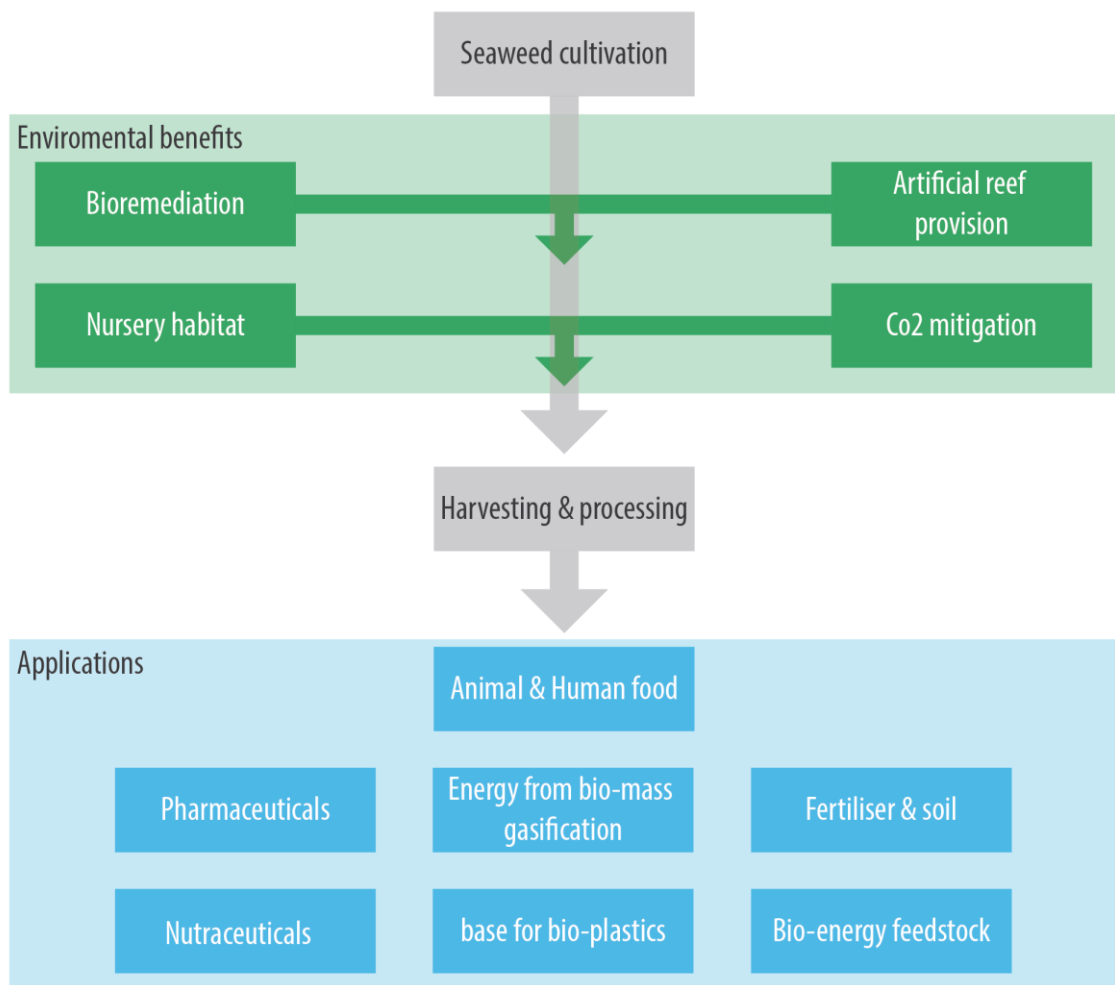 Seaweed cultivation
Enviromental benefits
Bioremediation
Artificial reef
provision
Nursery habitat
Co2 mitigation
Harvesting & processing
Applications
Animal & Human food
Pharmaceuticals
Energy from bio-mass
gasification
Fertiliser & soil
Nutraceuticals
base for bio-plastics
Bio-energy feedstock